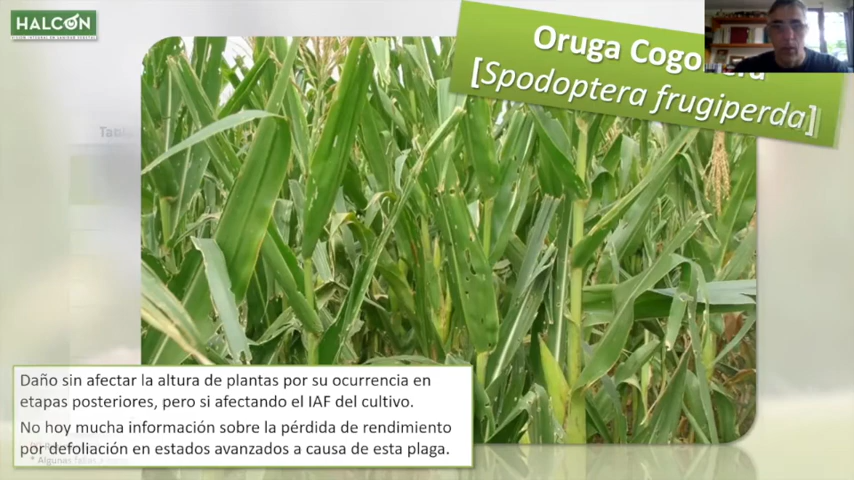 HALCÓN
Oruga Cogo
[Spodoptera frugiperda]
Daño sin afectar la altura de plantas por su ocurrencia en
etapas posteriores, pero si afectando el IAF del cultivo.
No hoy mucha información sobre la pérdida de rendimiento
por defoliación en estados avanzados a causa de esta plaga.